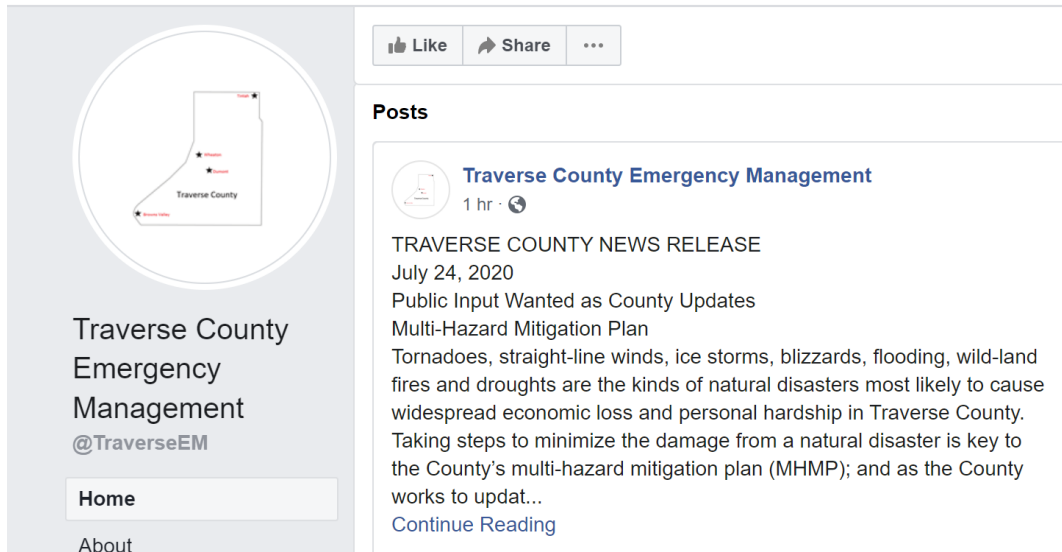 Like
Share
Posts
Tintah
Wheaton
Dumont
Traverse County
Browns Valley
Traverse County Emergency Management
1 hr ·
TRAVERSE COUNTY NEWS RELEASE
July 24, 2020
Public Input Wanted as County Updates
Multi-Hazard Mitigation Plan
Tornadoes, straight-line winds, ice storms, blizzards, flooding, wild-land
fires and droughts are the kinds of natural disasters most likely to cause
widespread economic loss and personal hardship in Traverse County.
Taking steps to minimize the damage from a natural disaster is key to
the County’s multi-hazard mitigation plan (MHMP); and as the County
works to updat...
Continue Reading
Traverse County
Emergency
Management
@TraverseEM
Home
About